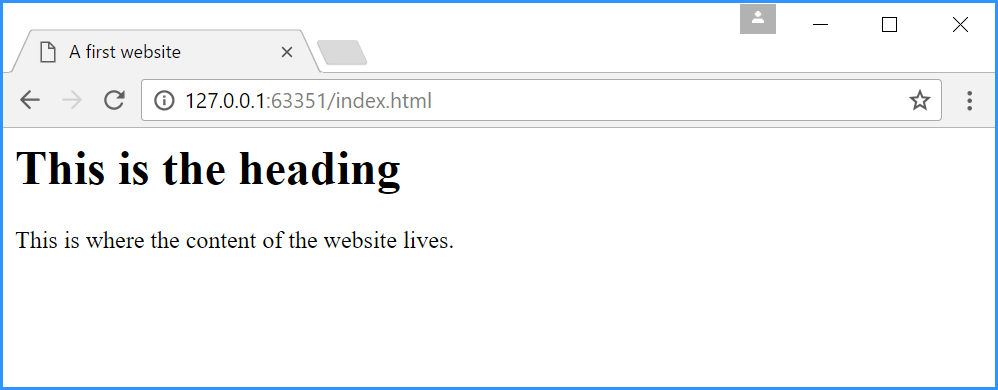 A first website
127.0.0.1:63351/index.html
This is the heading
This is where the content of the website lives.